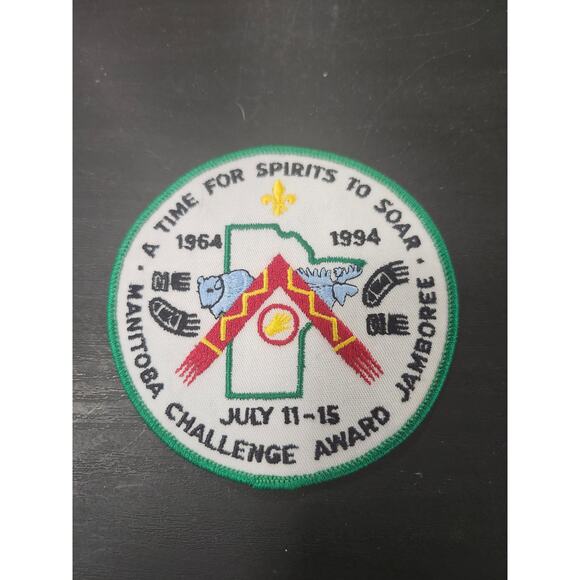 A TIME FOR SPIRITS TO SOAR
1964 1994
JULY 11-15
MANITOBA CHALLENGE AWARD JAMBOREE